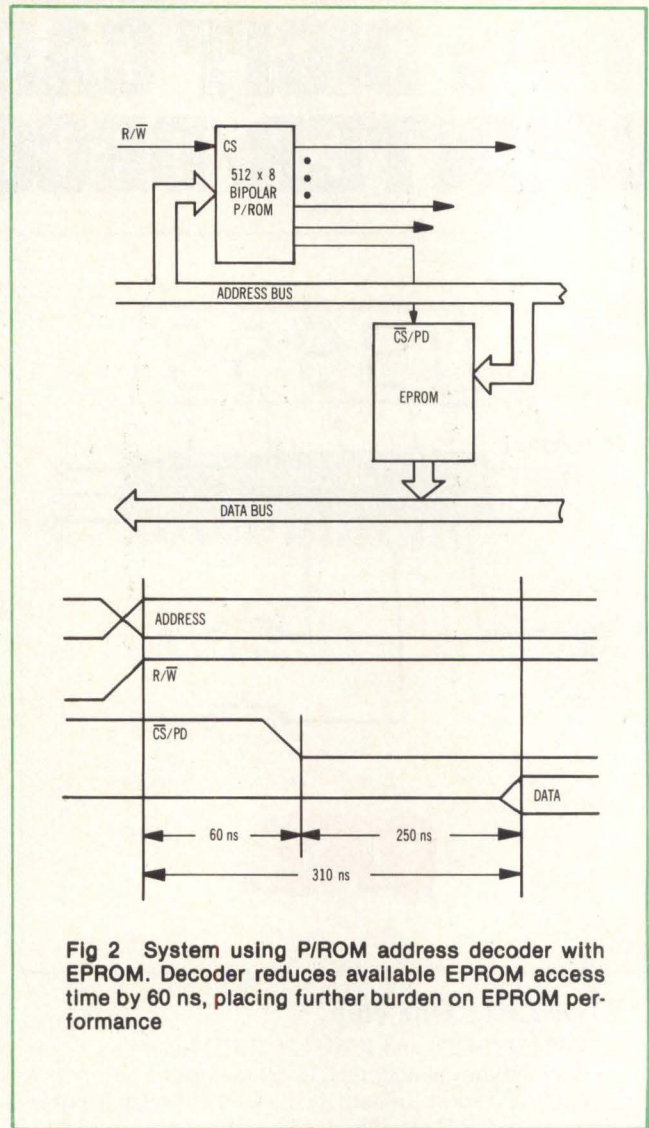 R/W̅
CS
512 x 8
BIPOLAR
P/ROM
ADDRESS BUS
C̅S̅/PD
EPROM
DATA BUS
ADDRESS
R/W̅
C̅S̅/PD
DATA
60 ns
250 ns
310 ns
Fig 2 System using P/ROM address decoder with
EPROM. Decoder reduces available EPROM access
time by 60 ns, placing further burden on EPROM per-
formance